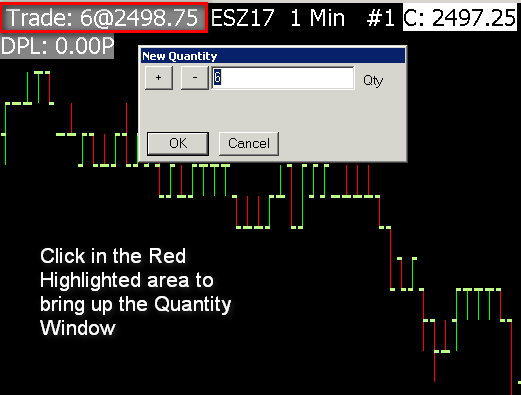 Trade: 6@2498.75 ESZ17 1 Min #1 C: 2497.25
DPL: 0.00P
New Quantity
+ - 6 Qty
OK Cancel
Click in the Red
Highlighted area to
bring up the Quantity
Window